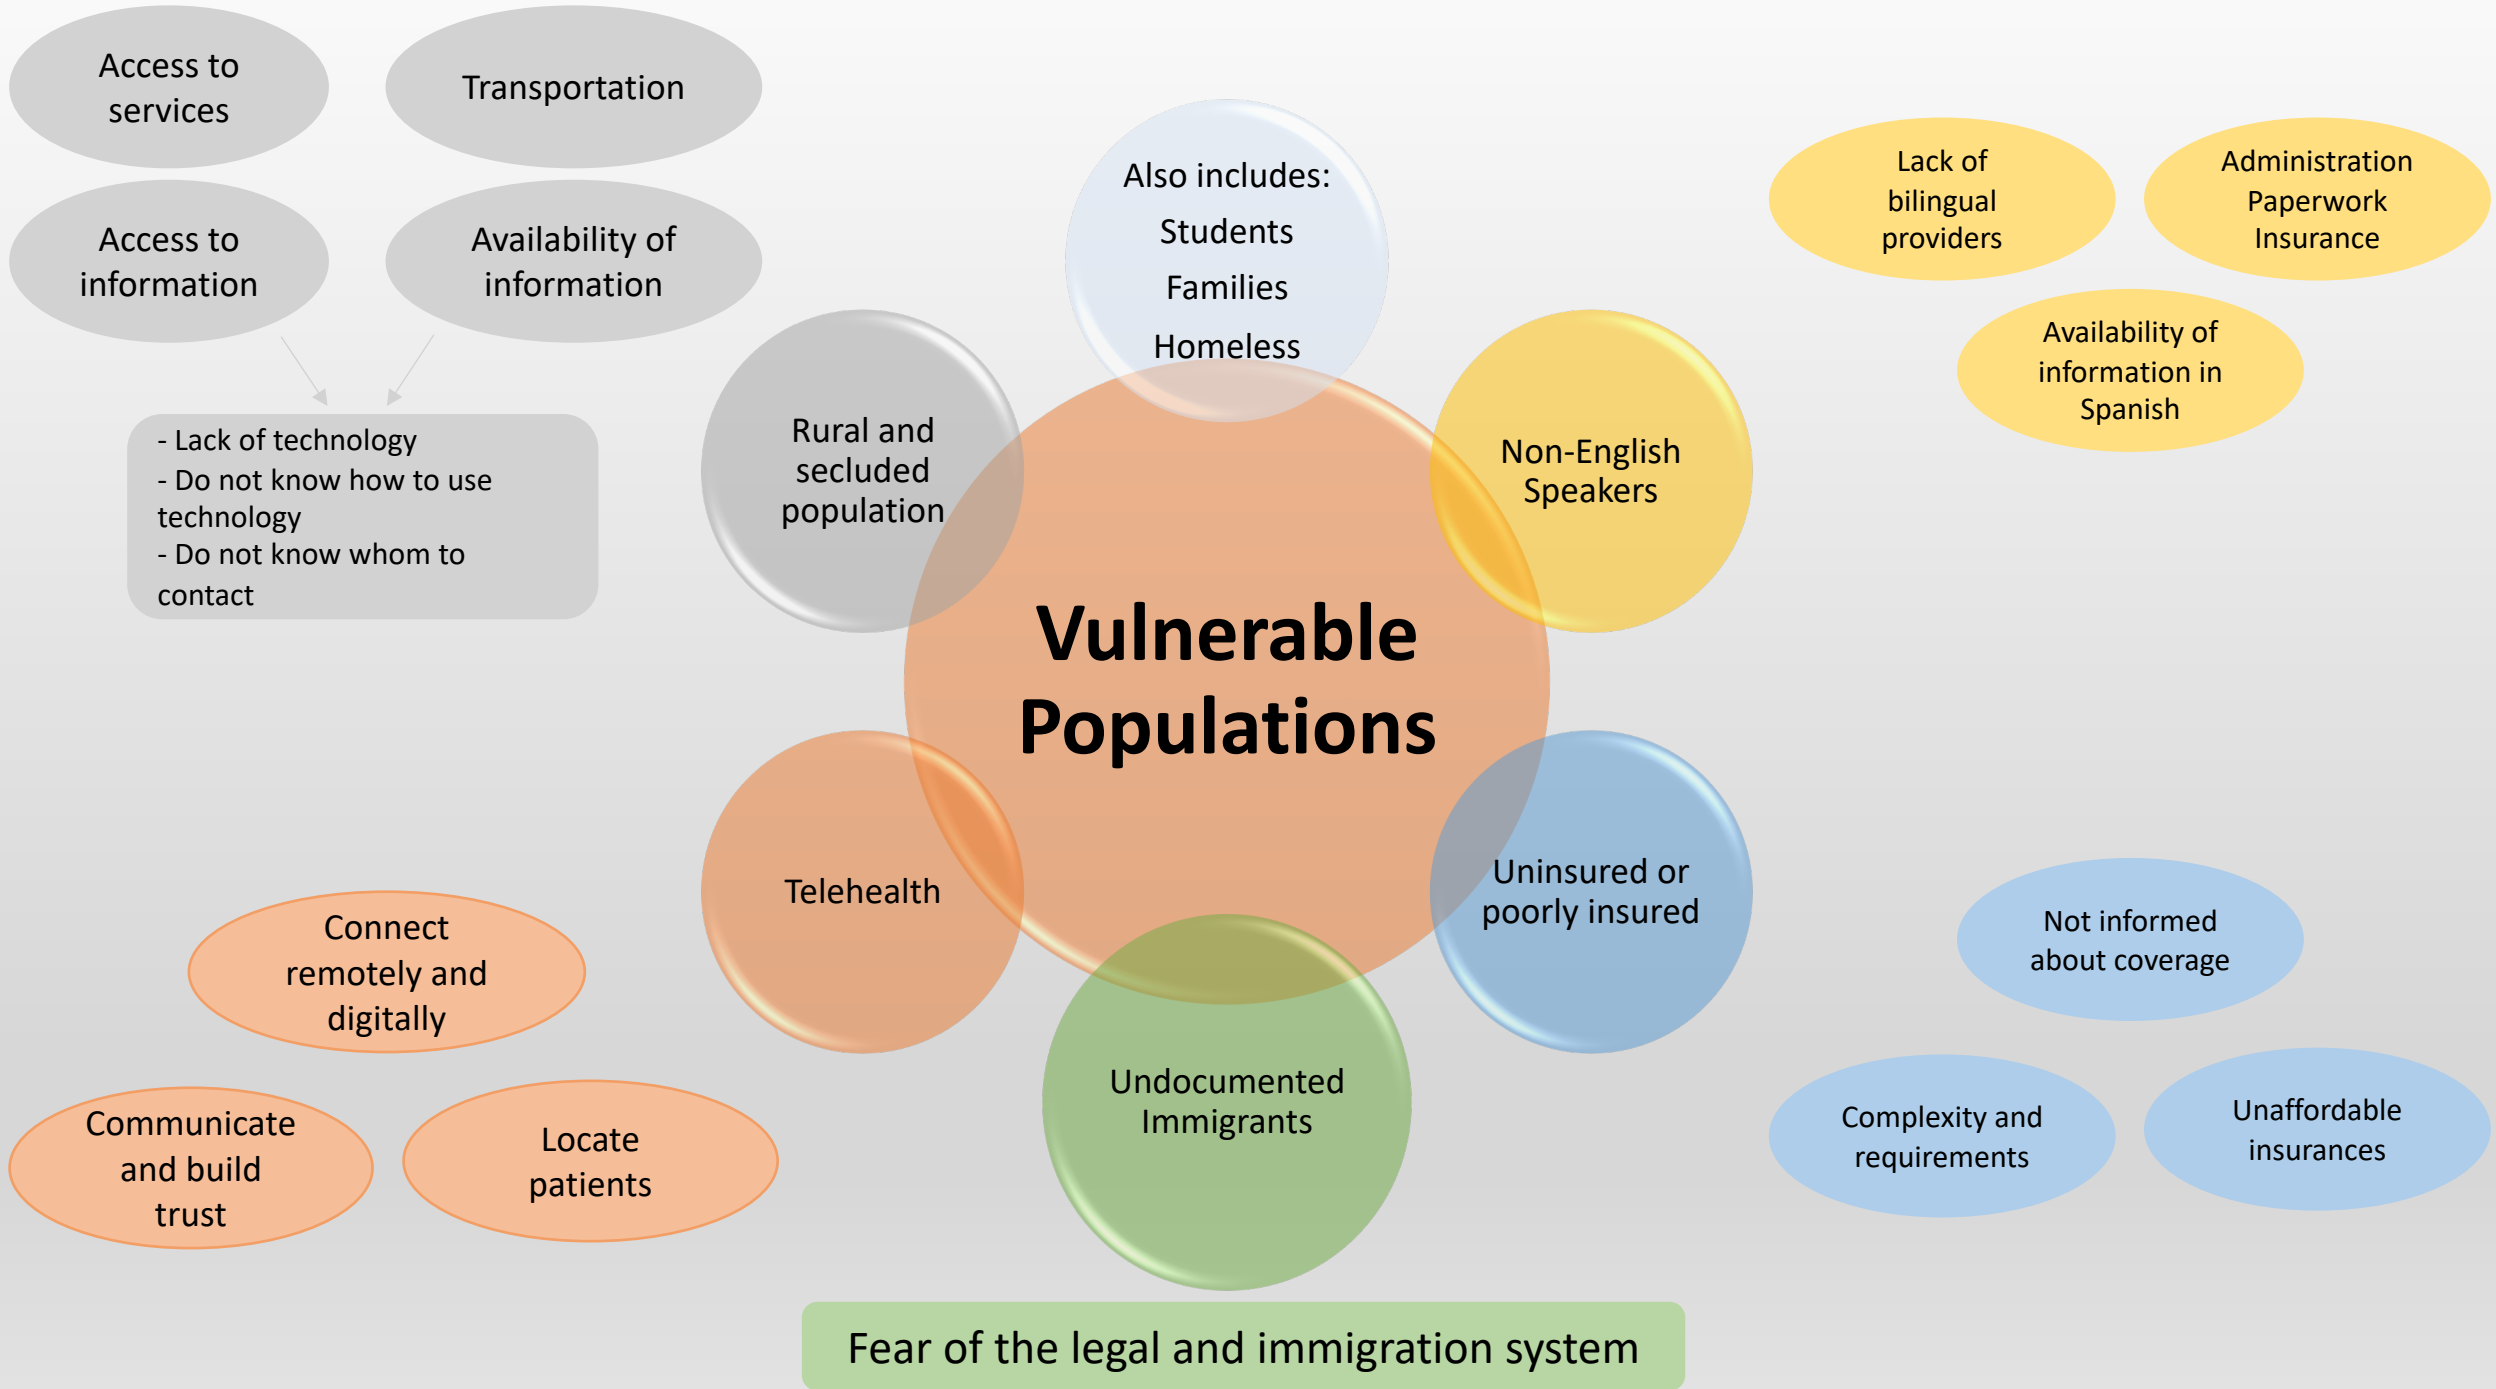 Access to
services
Transportation
Access to
information
Availability of
information
- Lack of technology
- Do not know how to use
technology
- Do not know whom to
contact
Also includes:
Students
Families
Homeless
Rural and
secluded
population
Non-English
Speakers
Lack of
bilingual
providers
Administration
Paperwork
Insurance
Availability of
information in
Spanish
Vulnerable
Populations
Telehealth
Uninsured or
poorly insured
Undocumented
Immigrants
Connect
remotely and
digitally
Communicate
and build
trust
Locate
patients
Not informed
about coverage
Complexity and
requirements
Unaffordable
insurances
Fear of the legal and immigration system